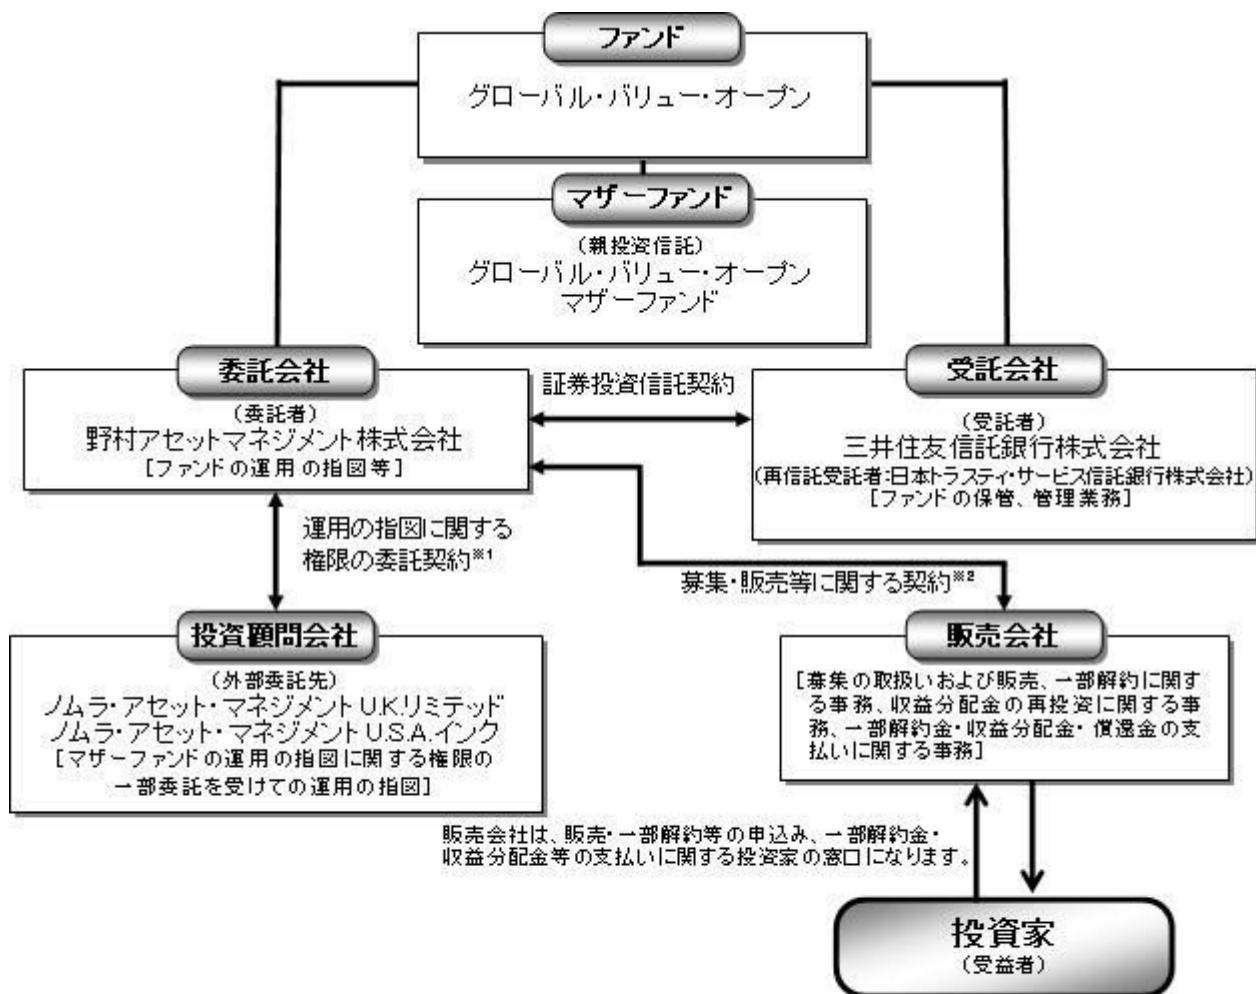 ファンド
グローバル・バリュー・オープン
マザーファンド
(親投資信託)
グローバル・バリュー・オープン
マザーファンド
委託会社
(委託者)
野村アセットマネジメント株式会社
[ファンドの運用の指図等]
証券投資信託契約
受託会社
(受託者)
三井住友信託銀行株式会社
(再信託受託者:日本トラスティ・サービス信託銀行株式会社)
[ファンドの保管、管理業務]
運用の指図に関する
権限の委託契約※1
募集・販売等に関する契約※2
投資顧問会社
(外部委託先)
ノムラ・アセット・マネジメントU.K.リミテッド
ノムラ・アセット・マネジメントU.S.A.インク
[マザーファンドの運用の指図に関する権限の
一部委託を受けての運用の指図]
販売会社
[募集の取扱いおよび販売、一部解約に関す
る事務、収益分配金の再投資に関する事
務、一部解約金・収益分配金・償還金の支
払いに関する事務]
販売会社は、販売・一部解約等の申込み、一部解約金・
収益分配金等の支払いに関する投資家の窓口になります。
投資家
(受益者)